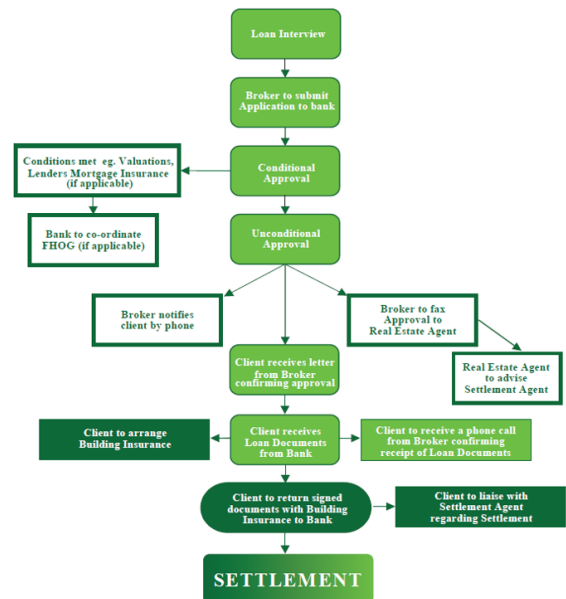 Loan Interview
Broker to submit
Application to bank
Conditions met eg. Valuations,
Lenders Mortgage Insurance
(if applicable)
Conditional
Approval
Bank to co-ordinate
FHOG (if applicable)
Unconditional
Approval
Broker notifies
client by phone
Broker to fax
Approval to
Real Estate Agent
Client receives letter
from Broker
confirming approval
Real Estate Agent
to advise
Settlement Agent
Client to arrange
Building Insurance
Client receives
Loan Documents
from Bank
Client to receive a phone call
from Broker confirming
receipt of Loan Documents
Client to return signed
documents with Building
Insurance to Bank
Client to liaise with
Settlement Agent
regarding Settlement
SETTLEMENT